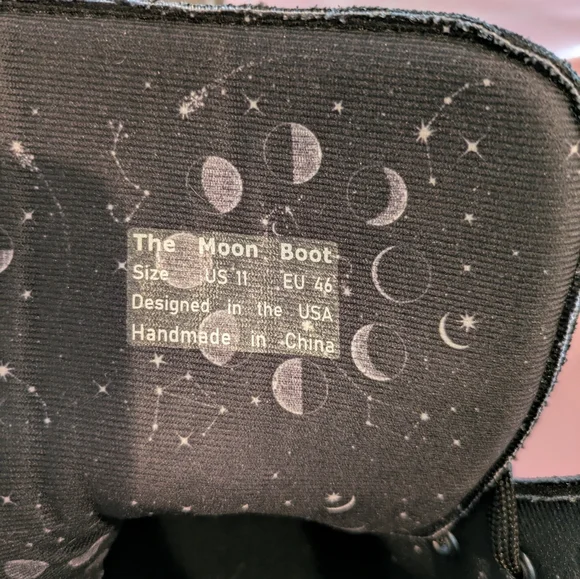 The Moon Boot
Size US 11 EU 46
Designed in the USA
Handmade in China